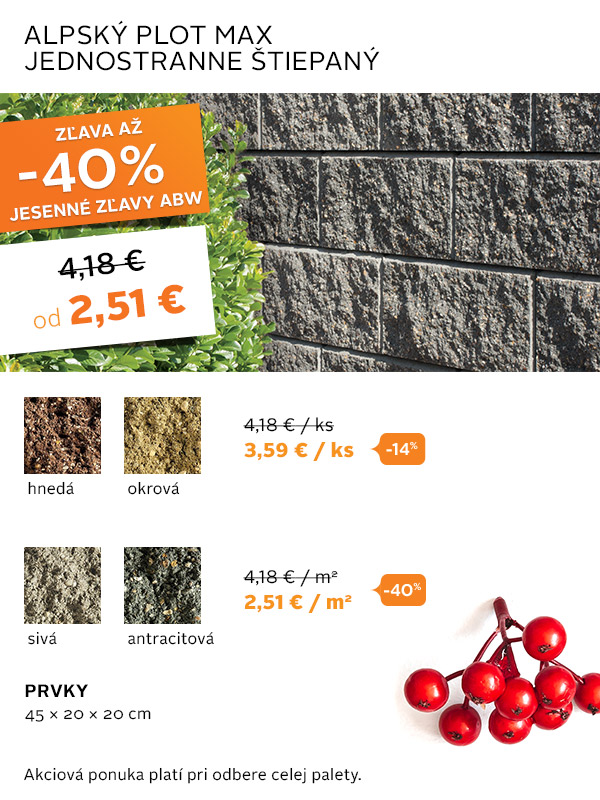 ALPSKÝ PLOT MAX
JEDNOSTRANNE ŠTIEPANÝ
ZĽAVA AŽ
-40%
JESENNÉ ZĽAVY ABW
4,18 €
od 2,51 €
4,18 € / ks
3,59 € / ks
-14%
hnedá
okrová
4,18 € / m²
2,51 € / m²
-40%
sivá
antracitová
PRVKY
45 × 20 × 20 cm
Akciová ponuka platí pri odbere celej palety.